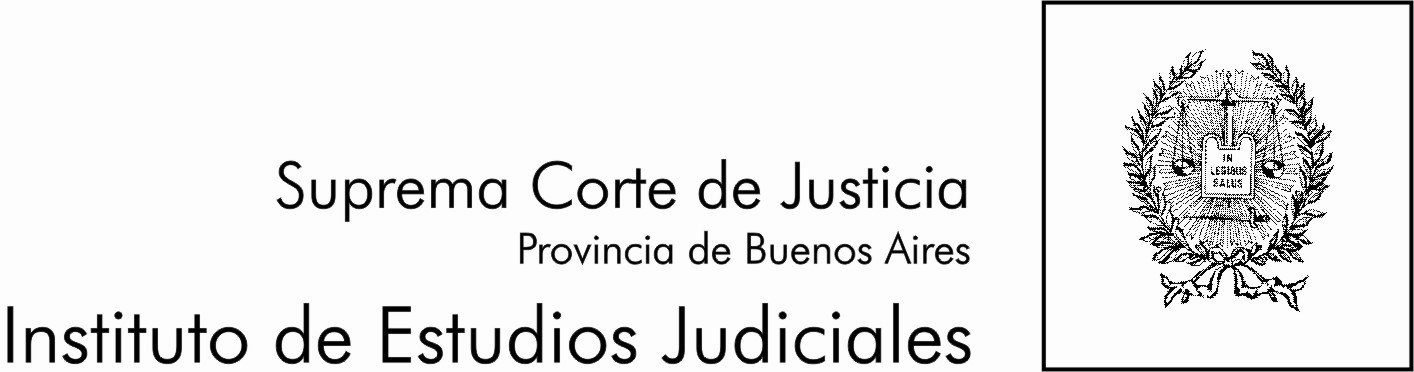 Suprema Corte de Justicia
Provincia de Buenos Aires
Instituto de Estudios Judiciales
IN
LEGIBUS
SALUS